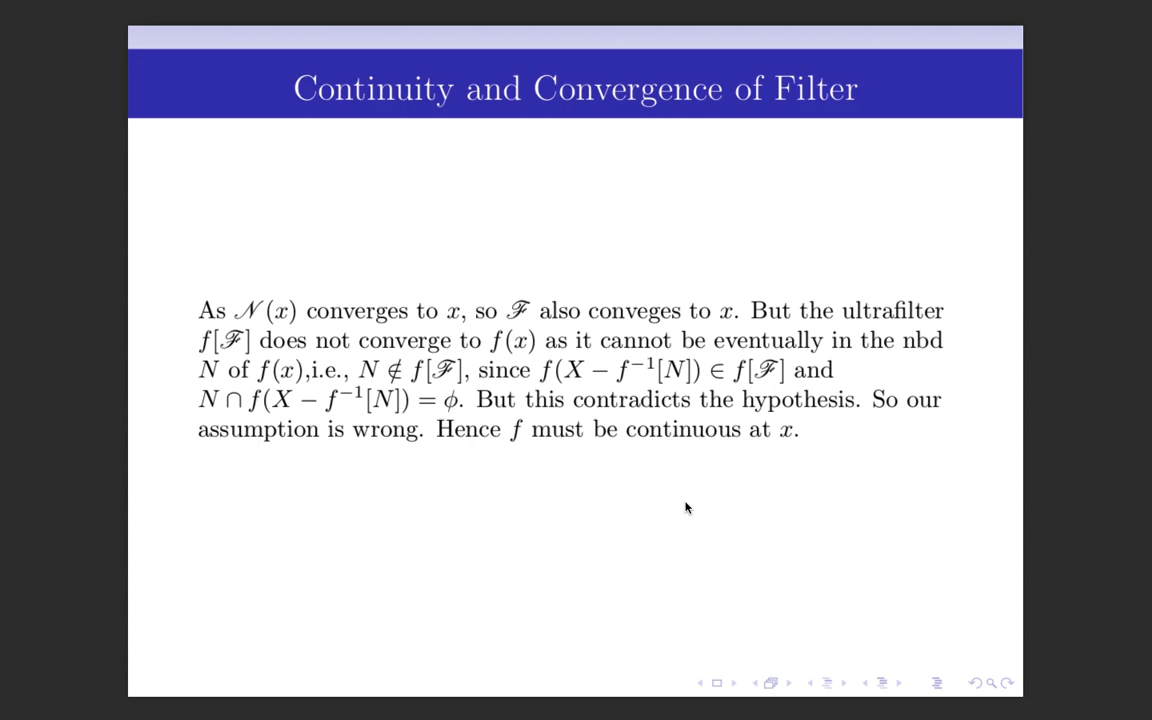 Continuity and Convergence of Filter
As 𝒩(x) converges to x, so ℱ also conveges to x. But the ultrafilter
f[ℱ] does not converge to f(x) as it cannot be eventually in the nbd
N of f(x),i.e., N ∉ f[ℱ], since f(X − f⁻¹[N]) ∈ f[ℱ] and
N ∩ f(X − f⁻¹[N]) = ϕ. But this contradicts the hypothesis. So our
assumption is wrong. Hence f must be continuous at x.